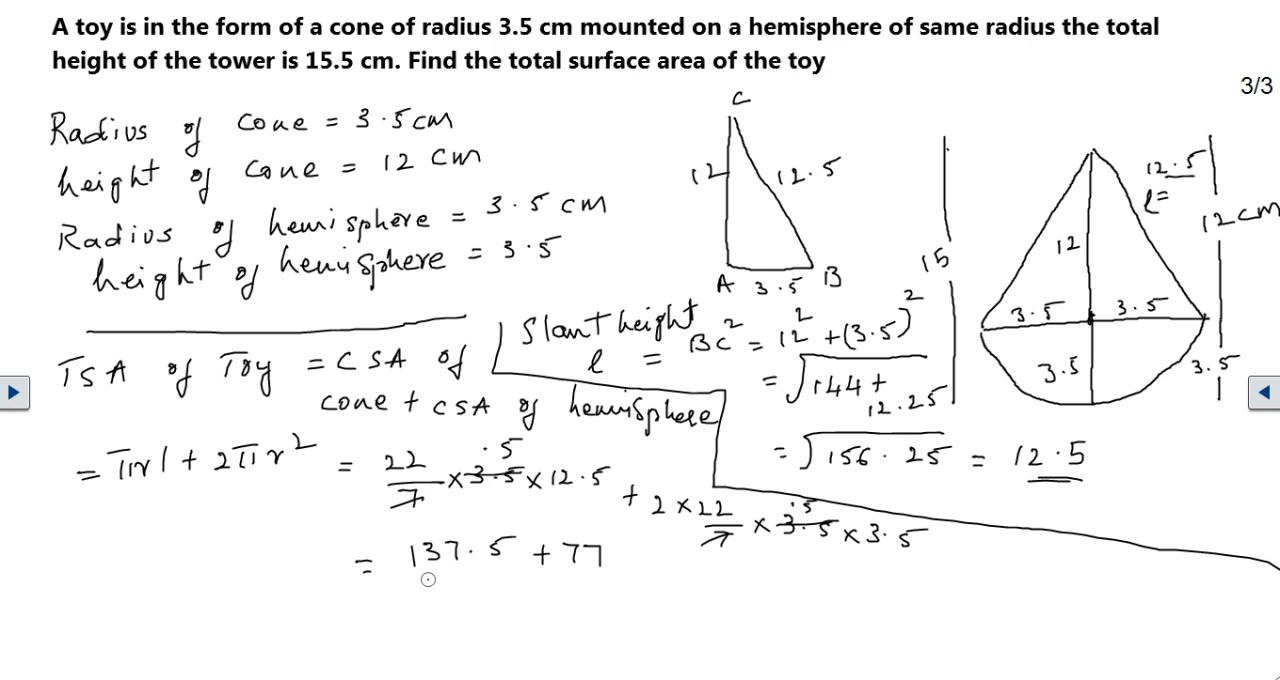 A toy is in the form of a cone of radius 3.5 cm mounted on a hemisphere of same radius the total
height of the tower is 15.5 cm. Find the total surface area of the toy
3/3
Radius of cone = 3.5cm
height of cone = 12 cm
Radius of hemisphere = 3.5 cm
height of hemisphere = 3.5
C
12
12.5
A 3.5 B
15
12.5
l=
12cm
12
3.5 3.5
3.5
3.5
Slant height
l = BC² = 12² + (3.5)²
= √144 + 12.25
= √156.25 = 12.5
TSA of Toy = CSA of
cone + CSA of hemisphere
= πrl + 2πr² = 22/7 × 3.5 .5 × 12.5 + 2 × 22/7 × 3.5 .5 × 3.5
= 137.5 + 77